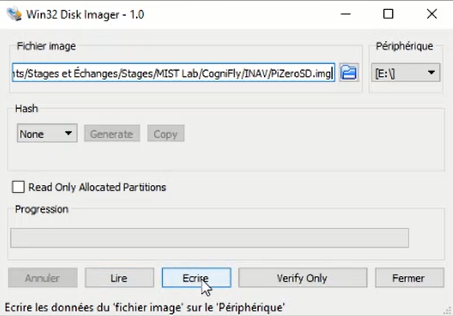 Win32 Disk Imager - 1.0
Fichier image
Périphérique
nts/Stages et Échanges/Stages/MIST Lab/CogniFly/INAV/PiZeroSD.img
[E:\]
Hash
None
Generate
Copy
Read Only Allocated Partitions
Progression
Annuler
Lire
Ecrire
Verify Only
Fermer
Ecrire les données du 'fichier image' sur le 'Périphérique'